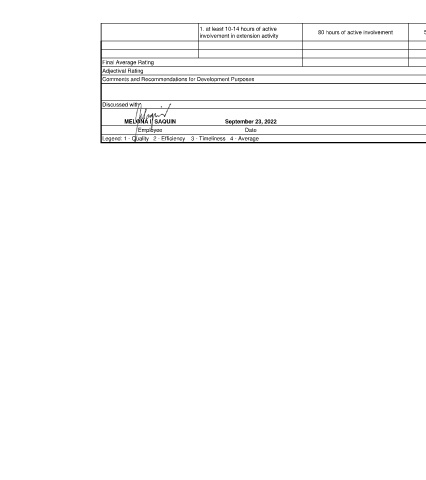 1. at least 10-14 hours of active
involvement in extension activity
80 hours of active involvement
Final Average Rating
Adjectival Rating
Comments and Recommendations for Development Purposes
Discussed with:
MELONA I. SAQUIN September 23, 2022
Employee Date
Legend: 1 - Quality 2 - Efficiency 3 - Timeliness 4 - Average